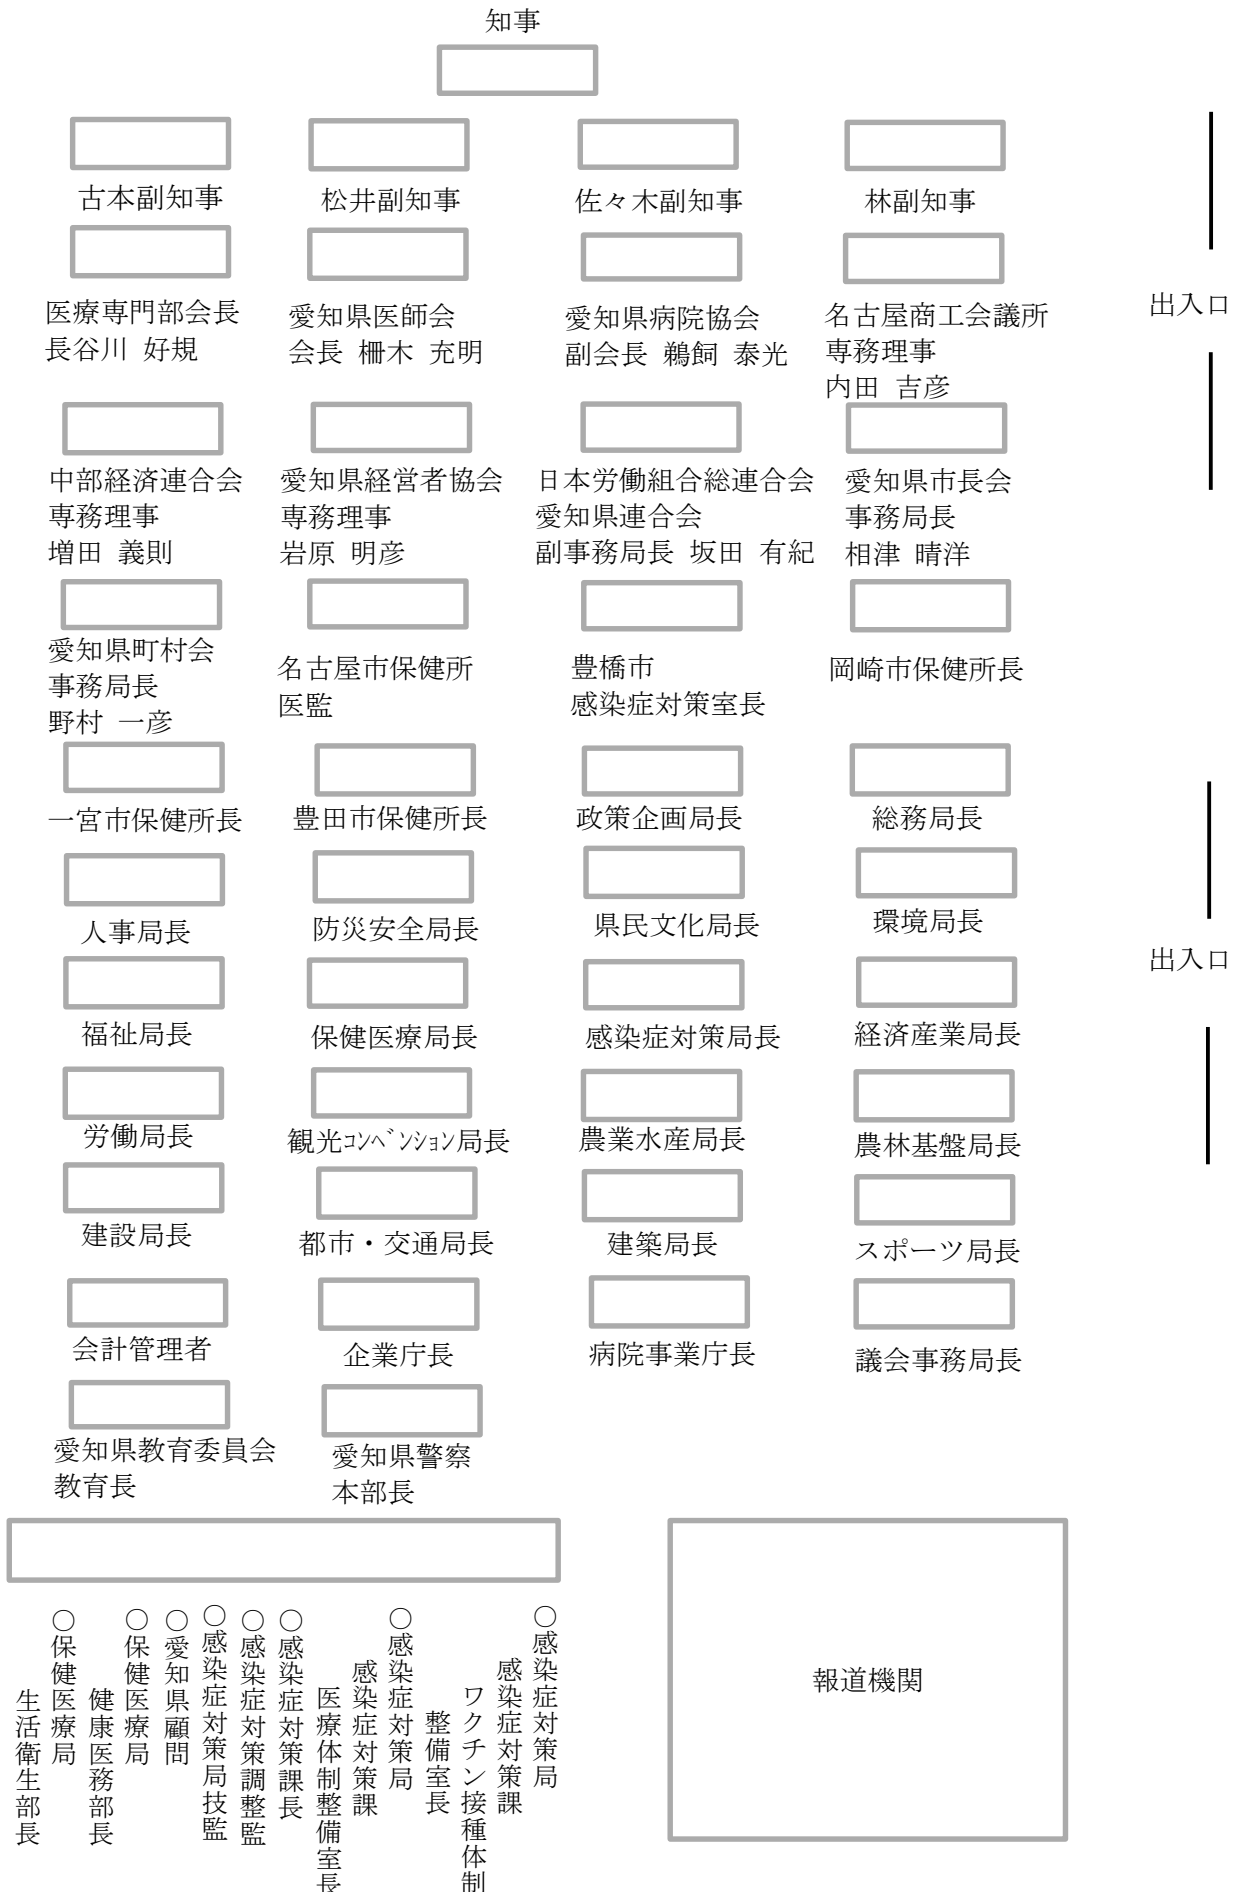 知事
古本副知事
松井副知事
佐々木副知事
林副知事
医療専門部会長
長谷川 好規
愛知県医師会
会長 柵木 充明
愛知県病院協会
副会長 鵜飼 泰光
名古屋商工会議所
専務理事
内田 吉彦
出入口
中部経済連合会
専務理事
増田 義則
愛知県経営者協会
専務理事
岩原 明彦
日本労働組合総連合会
愛知県連合会
副事務局長 坂田 有紀
愛知県市長会
事務局長
相津 晴洋
愛知県町村会
事務局長
野村 一彦
名古屋市保健所
医監
豊橋市
感染症対策室長
岡崎市保健所長
一宮市保健所長
豊田市保健所長
政策企画局長
総務局長
人事局長
防災安全局長
県民文化局長
環境局長
出入口
福祉局長
保健医療局長
感染症対策局長
経済産業局長
労働局長
観光ｺﾝﾍﾞﾝｼｮﾝ局長
農業水産局長
農林基盤局長
建設局長
都市・交通局長
建築局長
スポーツ局長
会計管理者
企業庁長
病院事業庁長
議会事務局長
愛知県教育委員会
教育長
愛知県警察
本部長
○感染症対策局
感染症対策課
ワクチン接種体制
整備室長
○感染症対策局
感染症対策課
医療体制整備室長
○感染症対策課長
○感染症対策調整監
○感染症対策局技監
○愛知県顧問
○保健医療局
健康医務部長
○保健医療局
生活衛生部長
報道機関